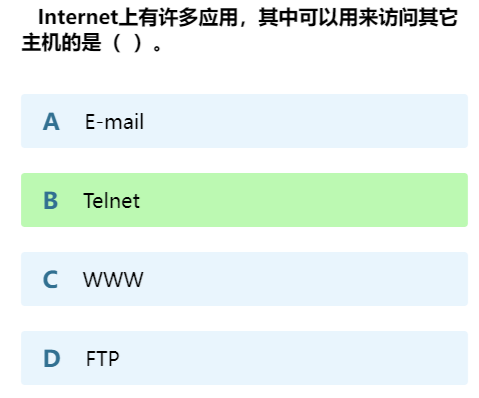 Internet上有许多应用，其中可以用来访问其它
主机的是（ ）。
A E-mail
B Telnet
C WWW
D FTP